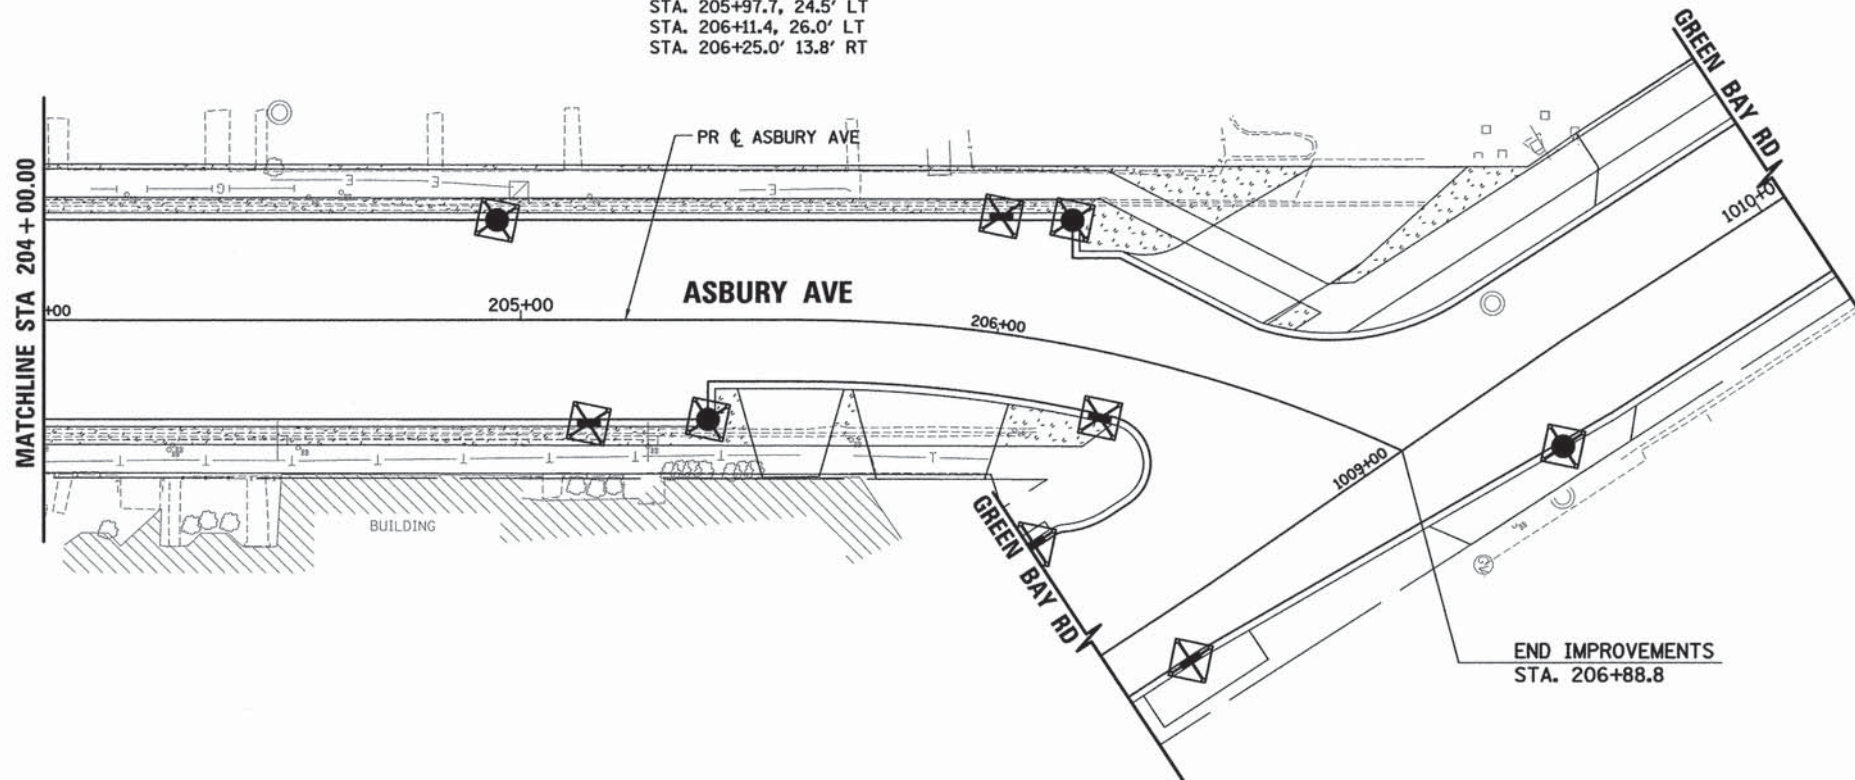 STA. 205+97.7, 24.5' LT
STA. 206+11.4, 26.0' LT
STA. 206+25.0' 13.8' RT
GREEN BAY RD
MATCHLINE STA 204+00.00
PR ℄ ASBURY AVE
1010+0
ASBURY AVE
+00
205+00
206+00
1009+00
BUILDING
GREEN BAY RD
END IMPROVEMENTS
STA. 206+88.8